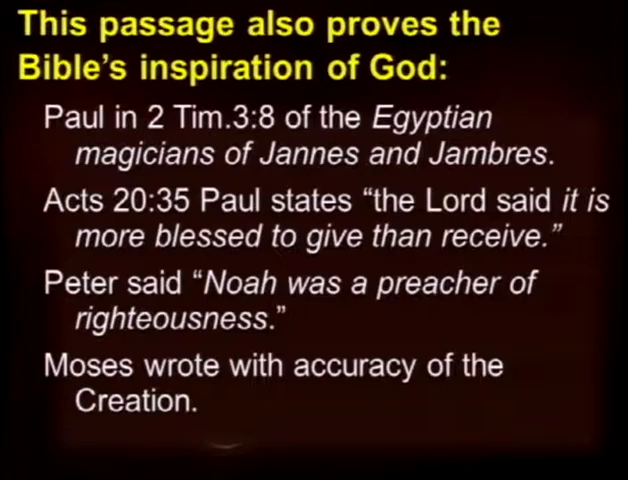 This passage also proves the
Bible's inspiration of God:
Paul in 2 Tim.3:8 of the Egyptian
magicians of Jannes and Jambres.
Acts 20:35 Paul states “the Lord said it is
more blessed to give than receive.”
Peter said “Noah was a preacher of
righteousness.”
Moses wrote with accuracy of the
Creation.